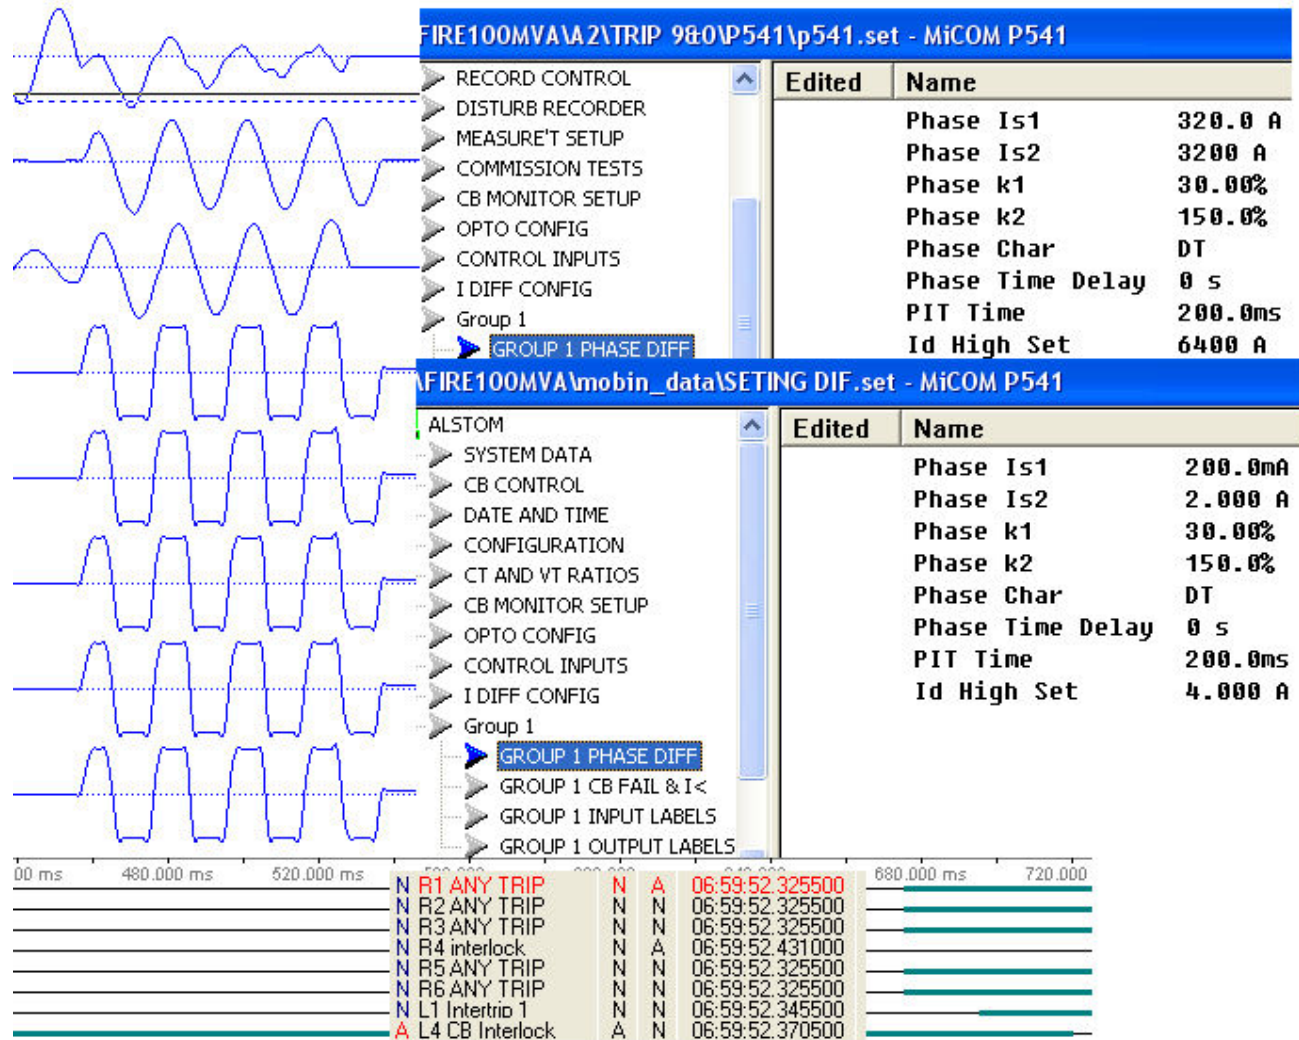 FIRE100MVA\A2\TRIP 9&0\P541\p541.set - MiCOM P541
RECORD CONTROL
DISTURB RECORDER
MEASURE'T SETUP
COMMISSION TESTS
CB MONITOR SETUP
OPTO CONFIG
CONTROL INPUTS
I DIFF CONFIG
Group 1
GROUP 1 PHASE DIFF
Edited Name
Phase Is1 320.0 A
Phase Is2 3200 A
Phase k1 30.00%
Phase k2 150.0%
Phase Char DT
Phase Time Delay 0 s
PIT Time 200.0ms
Id High Set 6400 A
\FIRE100MVA\mobin_data\SETING DIF.set - MiCOM P541
ALSTOM
SYSTEM DATA
CB CONTROL
DATE AND TIME
CONFIGURATION
CT AND VT RATIOS
CB MONITOR SETUP
OPTO CONFIG
CONTROL INPUTS
I DIFF CONFIG
Group 1
GROUP 1 PHASE DIFF
GROUP 1 CB FAIL & I<
GROUP 1 INPUT LABELS
GROUP 1 OUTPUT LABELS
Edited Name
Phase Is1 200.0mA
Phase Is2 2.000 A
Phase k1 30.00%
Phase k2 150.0%
Phase Char DT
Phase Time Delay 0 s
PIT Time 200.0ms
Id High Set 4.000 A
00 ms 480.000 ms 520.000 ms 680.000 ms 720.000
N R1 ANY TRIP N A 06:59:52.325500
N R2 ANY TRIP N N 06:59:52.325500
N R3 ANY TRIP N N 06:59:52.325500
N R4 interlock N A 06:59:52.431000
N R5 ANY TRIP N N 06:59:52.325500
N R6 ANY TRIP N N 06:59:52.325500
N L1 Intertrip 1 N N 06:59:52.345500
A L4 CB Interlock A N 06:59:52.370500